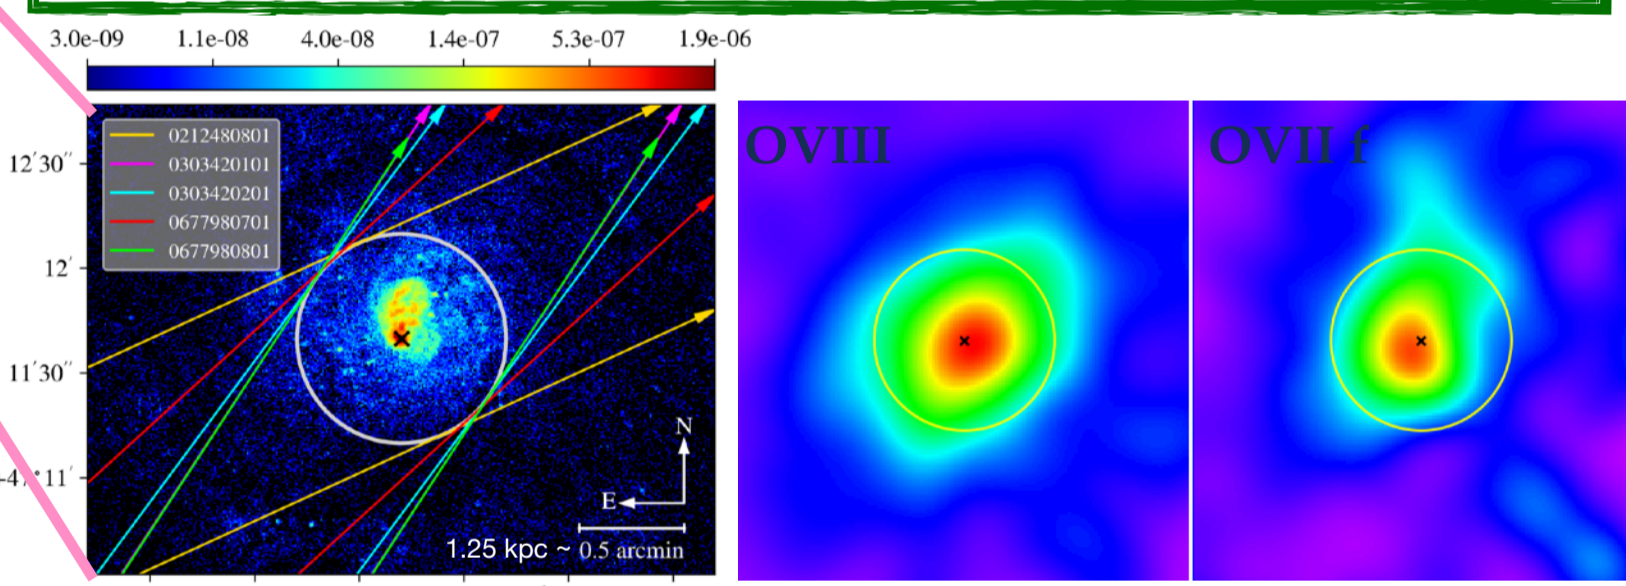 3.0e-09 1.1e-08 4.0e-08 1.4e-07 5.3e-07 1.9e-06
0212480801
0303420101
0303420201
0677980701
0677980801
12′30″
12′
11′30″
-47°11′
N
E
1.25 kpc ~ 0.5 arcmin
OVIII
OVII f